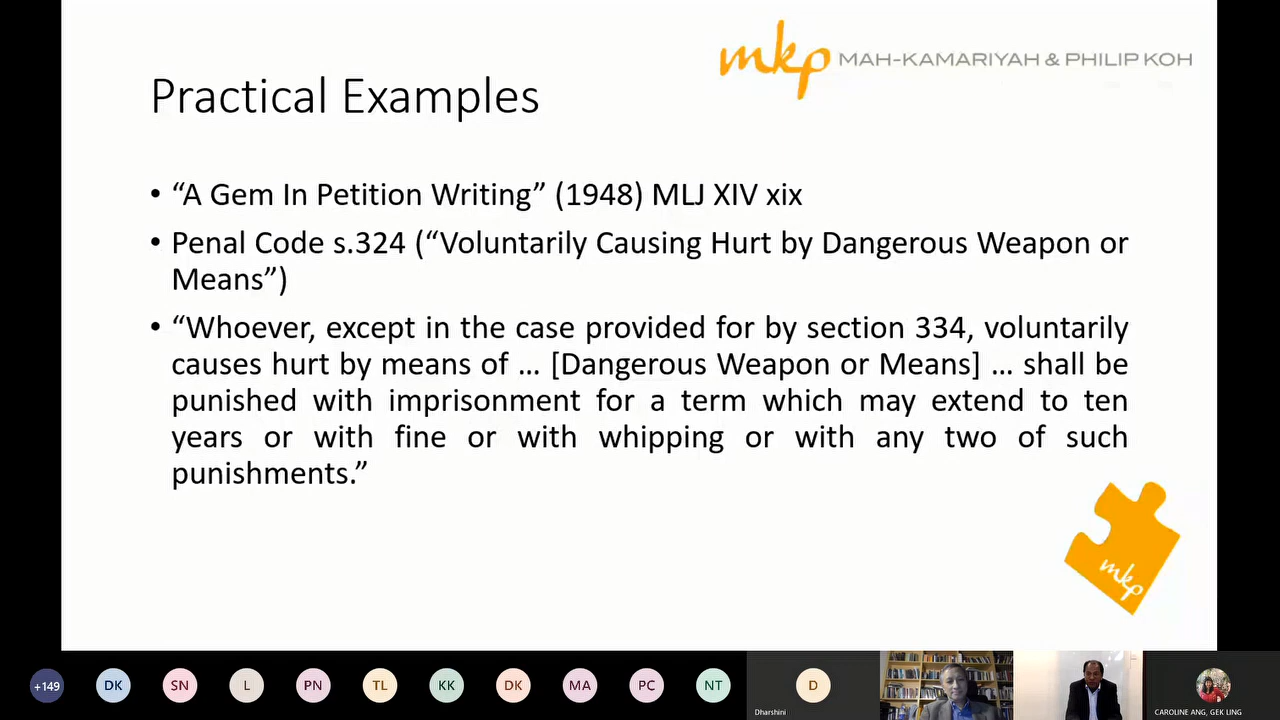 mkp MAH-KAMARIYAH & PHILIP KOH
Practical Examples
• “A Gem In Petition Writing” (1948) MLJ XIV xix
• Penal Code s.324 (“Voluntarily Causing Hurt by Dangerous Weapon or
Means”)
• “Whoever, except in the case provided for by section 334, voluntarily
causes hurt by means of … [Dangerous Weapon or Means] … shall be
punished with imprisonment for a term which may extend to ten
years or with fine or with whipping or with any two of such
punishments.”
mkp
+149 DK SN L PN TL KK DK MA PC NT D
Dharshini CAROLINE ANG, GEK LING